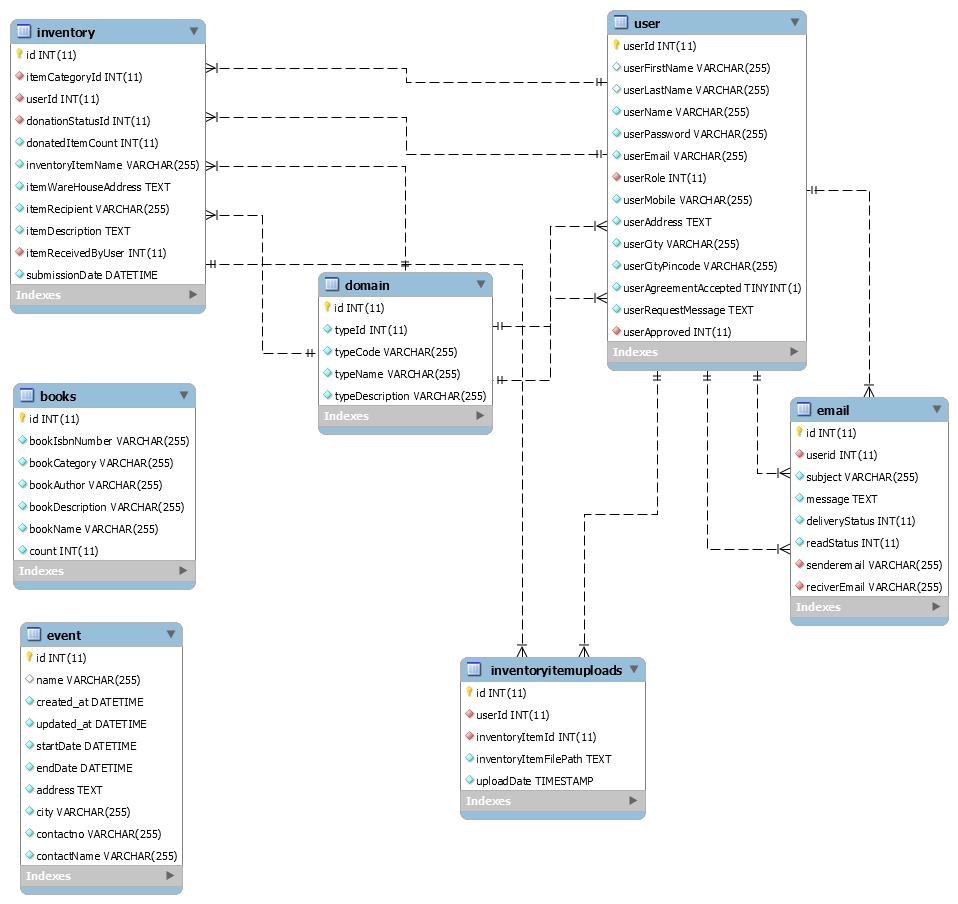 inventory
id INT(11)
itemCategoryId INT(11)
userId INT(11)
donationStatusId INT(11)
donatedItemCount INT(11)
inventoryItemName VARCHAR(255)
itemWareHouseAddress TEXT
itemRecipient VARCHAR(255)
itemDescription TEXT
itemReceivedByUser INT(11)
submissionDate DATETIME
Indexes
user
userId INT(11)
userFirstName VARCHAR(255)
userLastName VARCHAR(255)
userName VARCHAR(255)
userPassword VARCHAR(255)
userEmail VARCHAR(255)
userRole INT(11)
userMobile VARCHAR(255)
userAddress TEXT
userCity VARCHAR(255)
userCityPincode VARCHAR(255)
userAgreementAccepted TINYINT(1)
userRequestMessage TEXT
userApproved INT(11)
Indexes
domain
id INT(11)
typeId INT(11)
typeCode VARCHAR(255)
typeName VARCHAR(255)
typeDescription VARCHAR(255)
Indexes
books
id INT(11)
bookIsbnNumber VARCHAR(255)
bookCategory VARCHAR(255)
bookAuthor VARCHAR(255)
bookDescription VARCHAR(255)
bookName VARCHAR(255)
count INT(11)
Indexes
email
id INT(11)
userid INT(11)
subject VARCHAR(255)
message TEXT
deliveryStatus INT(11)
readStatus INT(11)
senderemail VARCHAR(255)
reciverEmail VARCHAR(255)
Indexes
event
id INT(11)
name VARCHAR(255)
created_at DATETIME
updated_at DATETIME
startDate DATETIME
endDate DATETIME
address TEXT
city VARCHAR(255)
contactno VARCHAR(255)
contactName VARCHAR(255)
Indexes
inventoryitemuploads
id INT(11)
userId INT(11)
inventoryItemId INT(11)
inventoryItemFilePath TEXT
uploadDate TIMESTAMP
Indexes